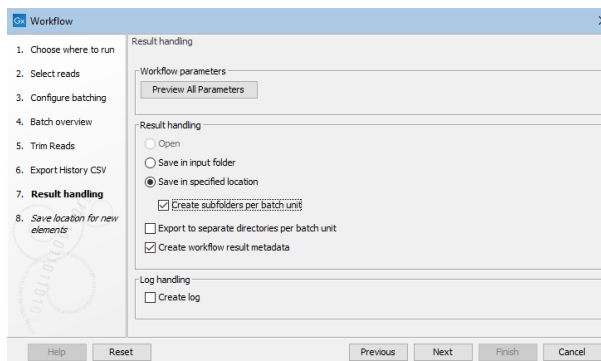 Gx Workflow
1. Choose where to run
2. Select reads
3. Configure batching
4. Batch overview
5. Trim Reads
6. Export History CSV
7. Result handling
8. Save location for new
elements
Result handling
Workflow parameters
Preview All Parameters
Result handling
Open
Save in input folder
Save in specified location
Create subfolders per batch unit
Export to separate directories per batch unit
Create workflow result metadata
Log handling
Create log
Help Reset Previous Next Finish Cancel